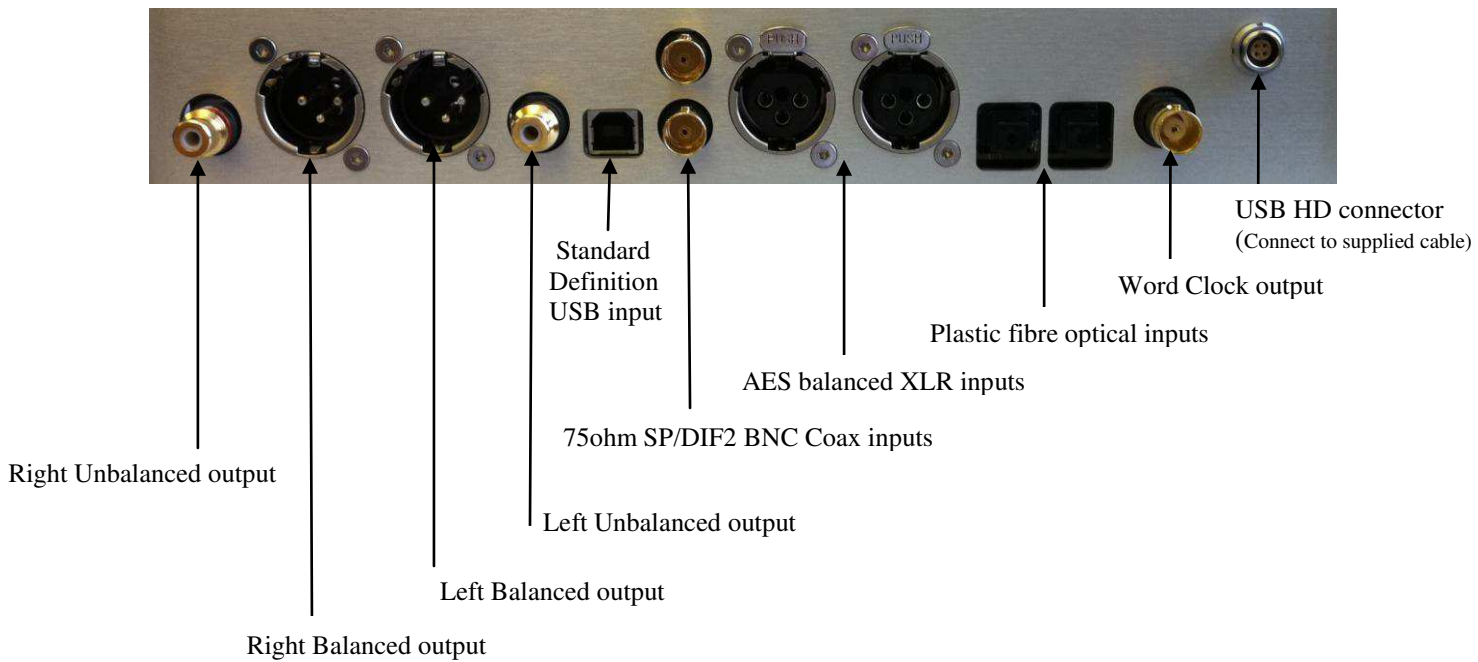 PUSH
PUSH
USB HD connector
(Connect to supplied cable)
Standard
Definition
USB input
Word Clock output
Plastic fibre optical inputs
AES balanced XLR inputs
75ohm SP/DIF2 BNC Coax inputs
Right Unbalanced output
Left Unbalanced output
Left Balanced output
Right Balanced output